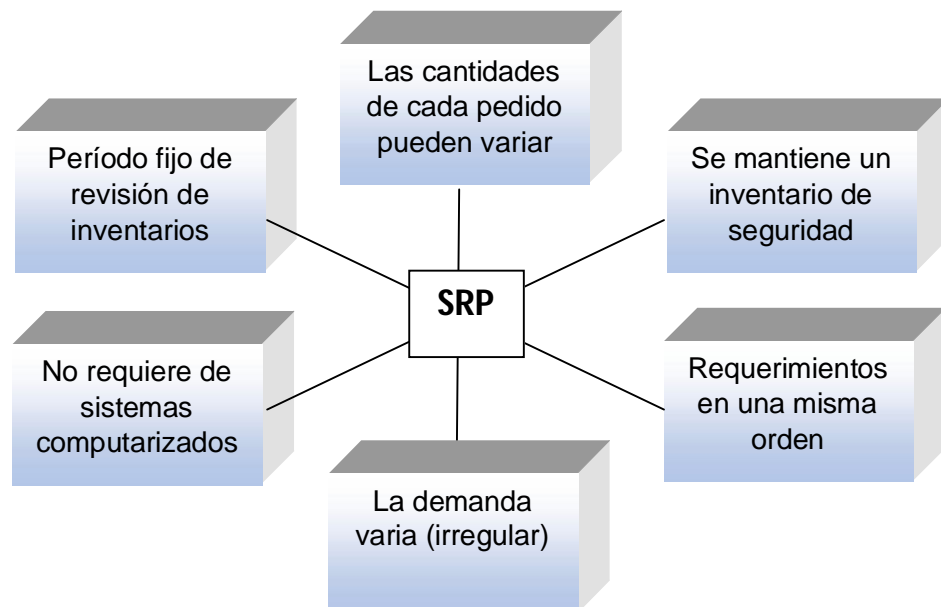 Las cantidades
de cada pedido
pueden variar
Período fijo de
revisión de
inventarios
Se mantiene un
inventario de
seguridad
SRP
No requiere de
sistemas
computarizados
Requerimientos
en una misma
orden
La demanda
varia (irregular)